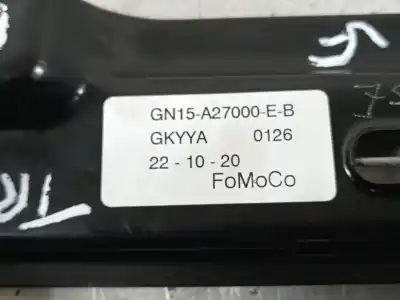 GN15-A27000-E-B
GKYYA 0126
22 - 10 - 20
FoMoCo